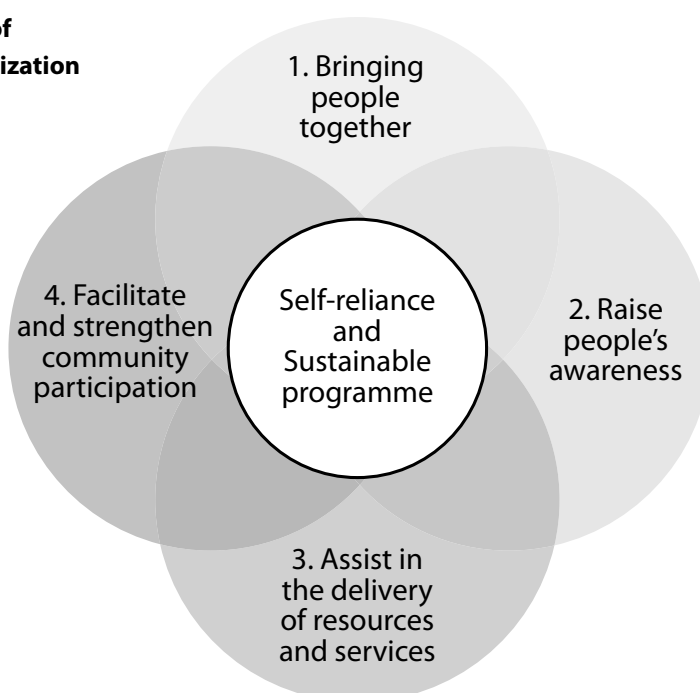 of
ization
1. Bringing
people
together
4. Facilitate
and strengthen
community
participation
Self-reliance
and
Sustainable
programme
2. Raise
people’s
awareness
3. Assist in
the delivery
of resources
and services